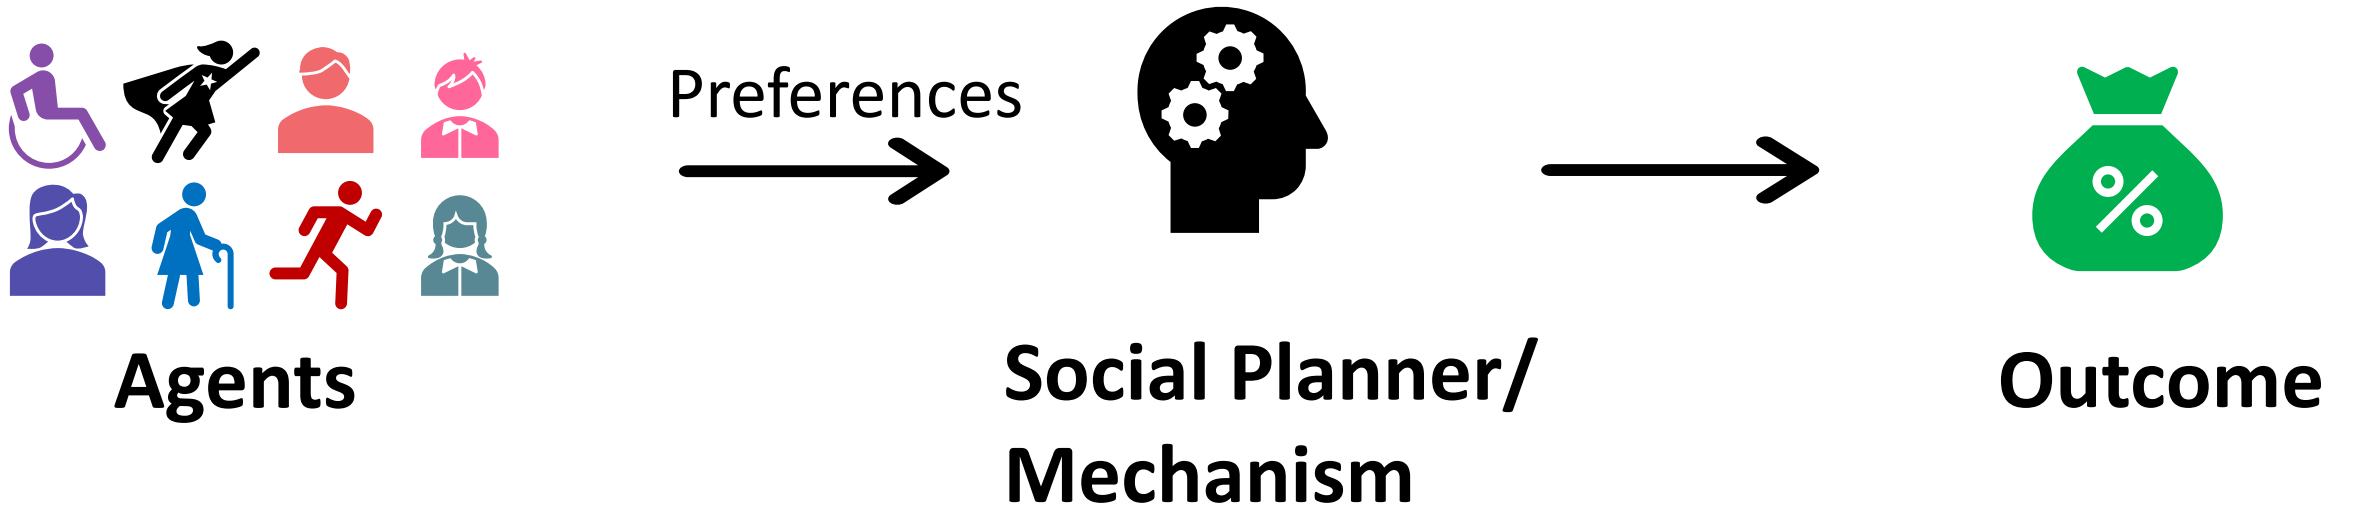 Preferences
%
Agents
Social Planner/
Mechanism
Outcome